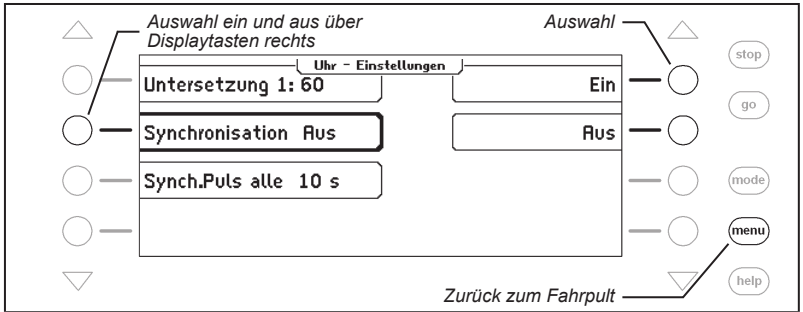 Auswahl ein und aus über
Displaytasten rechts
Auswahl
Uhr - Einstellungen
Untersetzung 1: 60
Ein
Synchronisation Aus
Aus
Synch.Puls alle 10 s
stop
go
mode
menu
help
Zurück zum Fahrpult